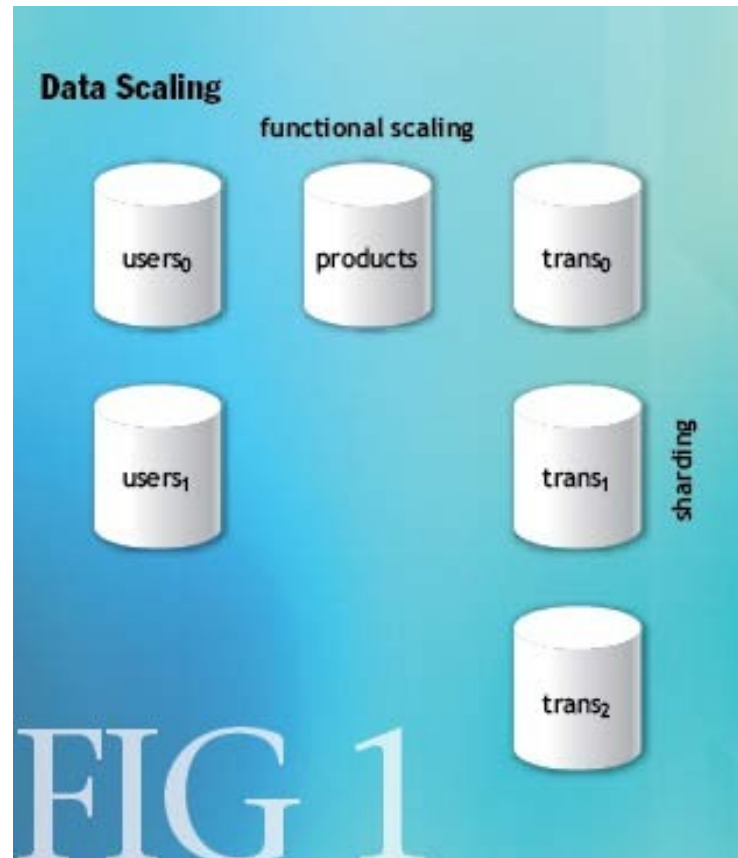 Data Scaling
functional scaling
users₀
products
trans₀
users₁
trans₁
sharding
trans₂
FIG 1